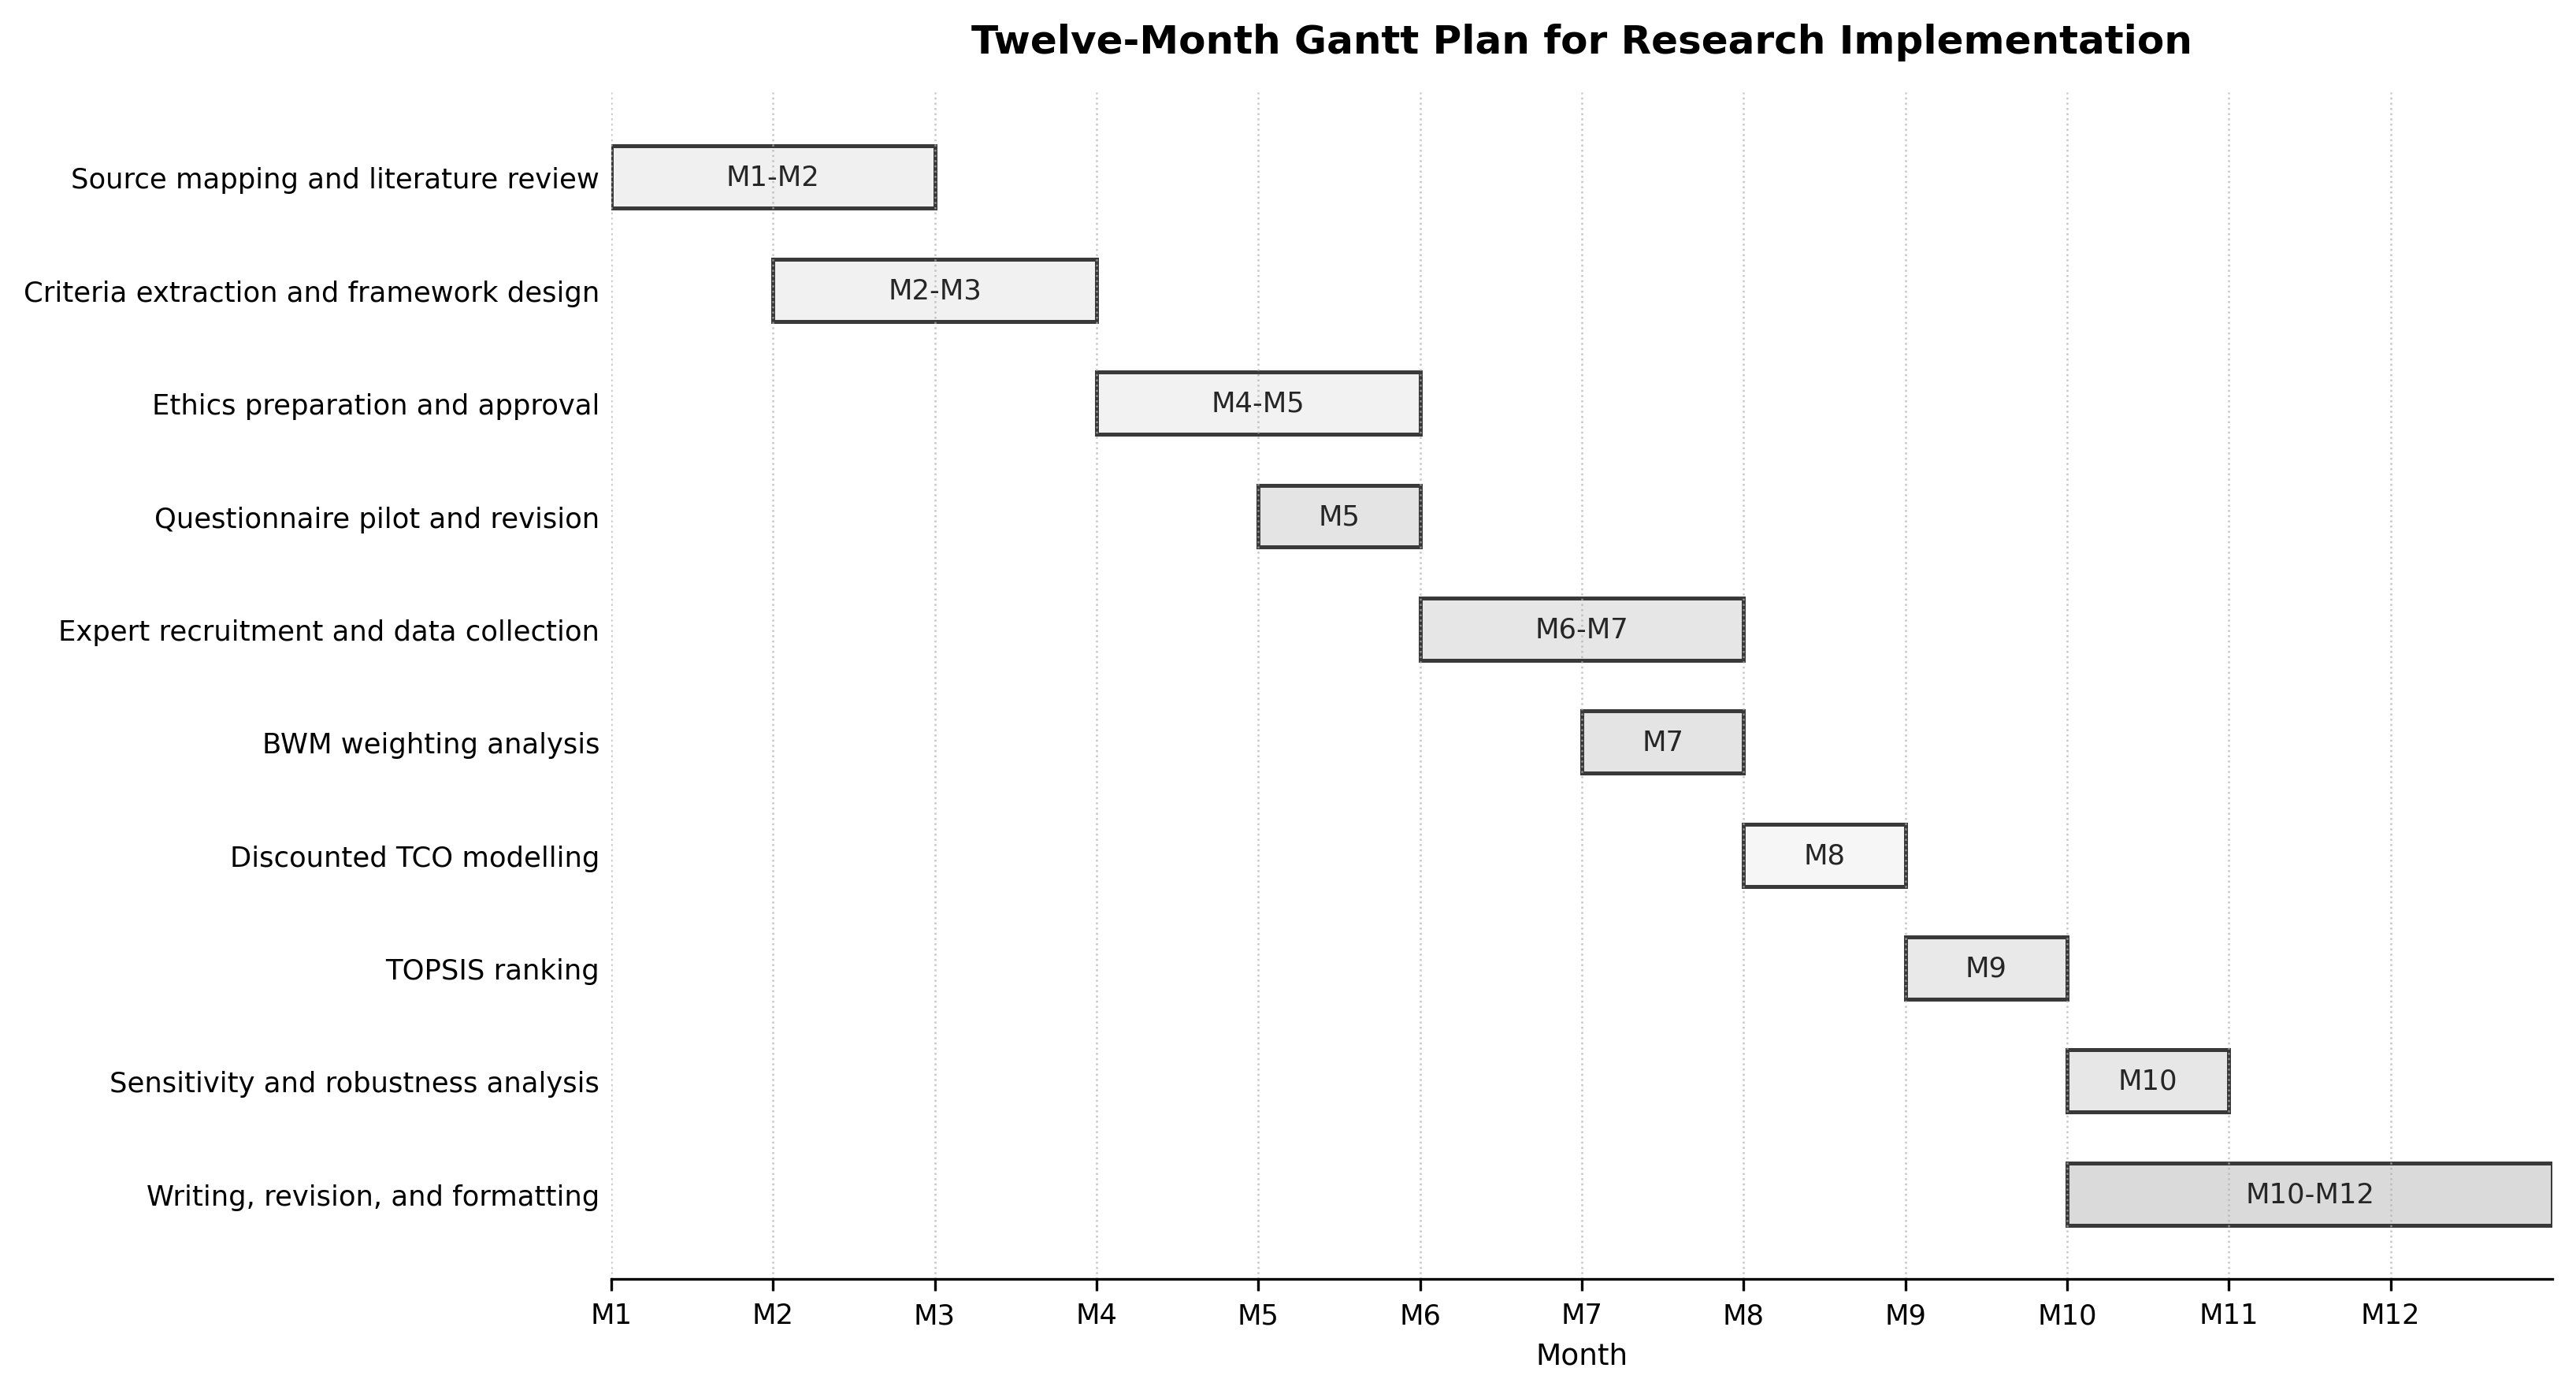 Twelve-Month Gantt Plan for Research Implementation
Source mapping and literature review
M1-M2
Criteria extraction and framework design
M2-M3
Ethics preparation and approval
M4-M5
Questionnaire pilot and revision
M5
Expert recruitment and data collection
M6-M7
BWM weighting analysis
M7
Discounted TCO modelling
M8
TOPSIS ranking
M9
Sensitivity and robustness analysis
M10
Writing, revision, and formatting
M10-M12
M1 M2 M3 M4 M5 M6 M7 M8 M9 M10 M11 M12
Month